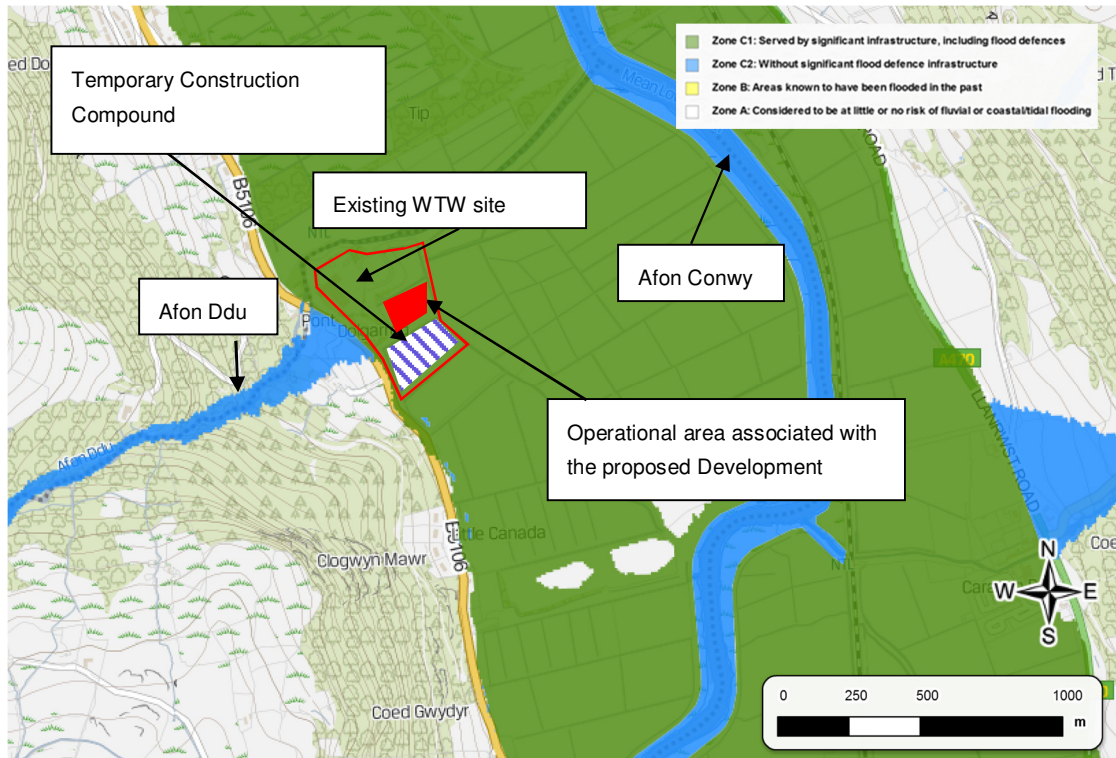 Zone C1: Served by significant infrastructure, including flood defences
Zone C2: Without significant flood defence infrastructure
Zone B: Areas known to have been flooded in the past
Zone A: Considered to be at little or no risk of fluvial or coastal/tidal flooding
Temporary Construction
Compound
Tip
ROAD
B5106
Existing WTW site
NTL
Afon Conwy
Afon Ddu
Pont
A470
LLANRWST ROAD
Operational area associated with
the proposed Development
Afon Ddu
Little Canada
B5106
Clogwyn Mawr
NTL
Coed Gwydyr
N
W
E
S
0
250
500
1000
m